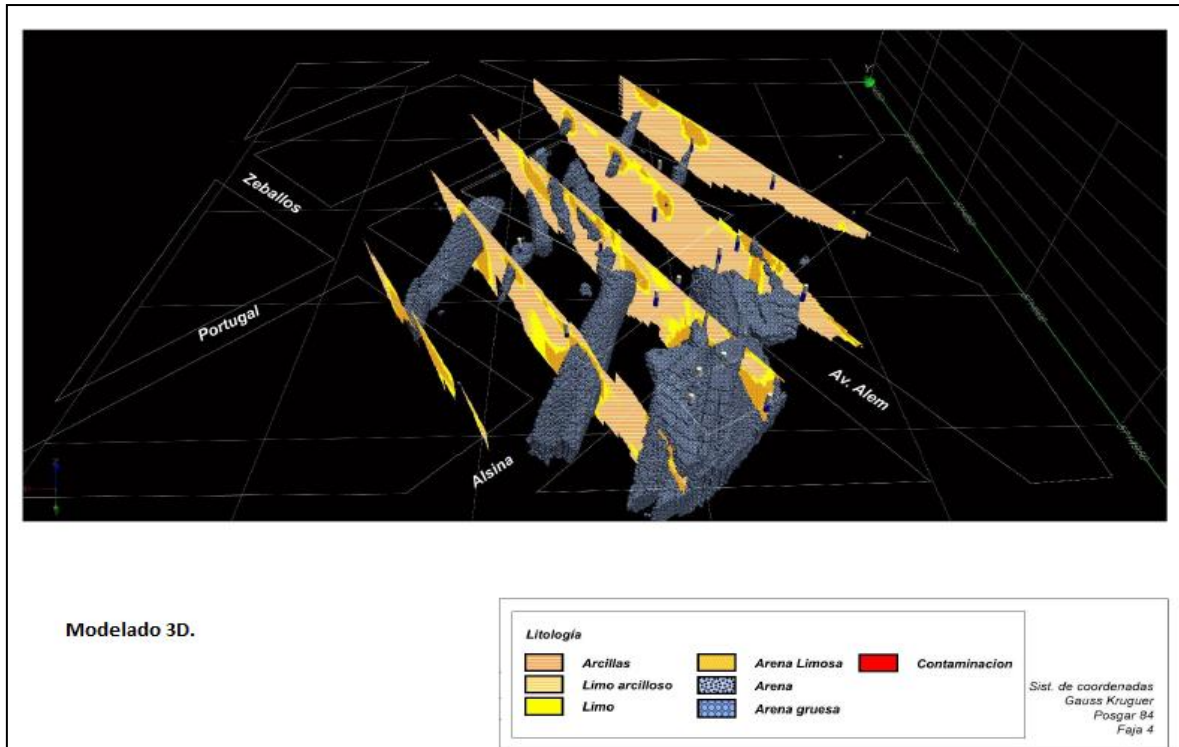 Y
Zeballos
Portugal
Alsina
Av. Alem
Z
Modelado 3D.
Litología
Arcillas
Limo arcilloso
Limo
Arena Limosa
Arena
Arena gruesa
Contaminacion
Sist. de coordenadas
Gauss Kruguer
Posgar 84
Faja 4